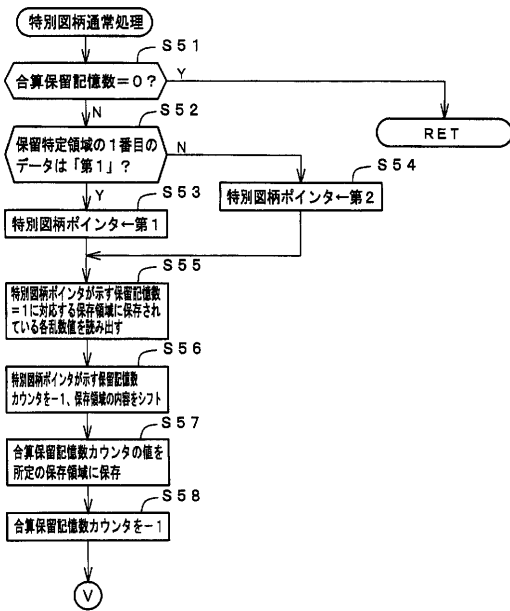 特別図柄通常処理
S51
合算保留記憶数=0?
Y
N
S52
RET
保留特定領域の1番目の
データは「第1」?
N
S54
Y
S53
特別図柄ポインタ←第2
特別図柄ポインタ←第1
S55
特別図柄ポインタが示す保留記憶数
=1に対応する保存領域に保存され
ている各乱数値を読み出す
S56
特別図柄ポインタが示す保留記憶数
カウンタを-1、保存領域の内容をシフト
S57
合算保留記憶数カウンタの値を
所定の保存領域に保存
S58
合算保留記憶数カウンタを-1
V